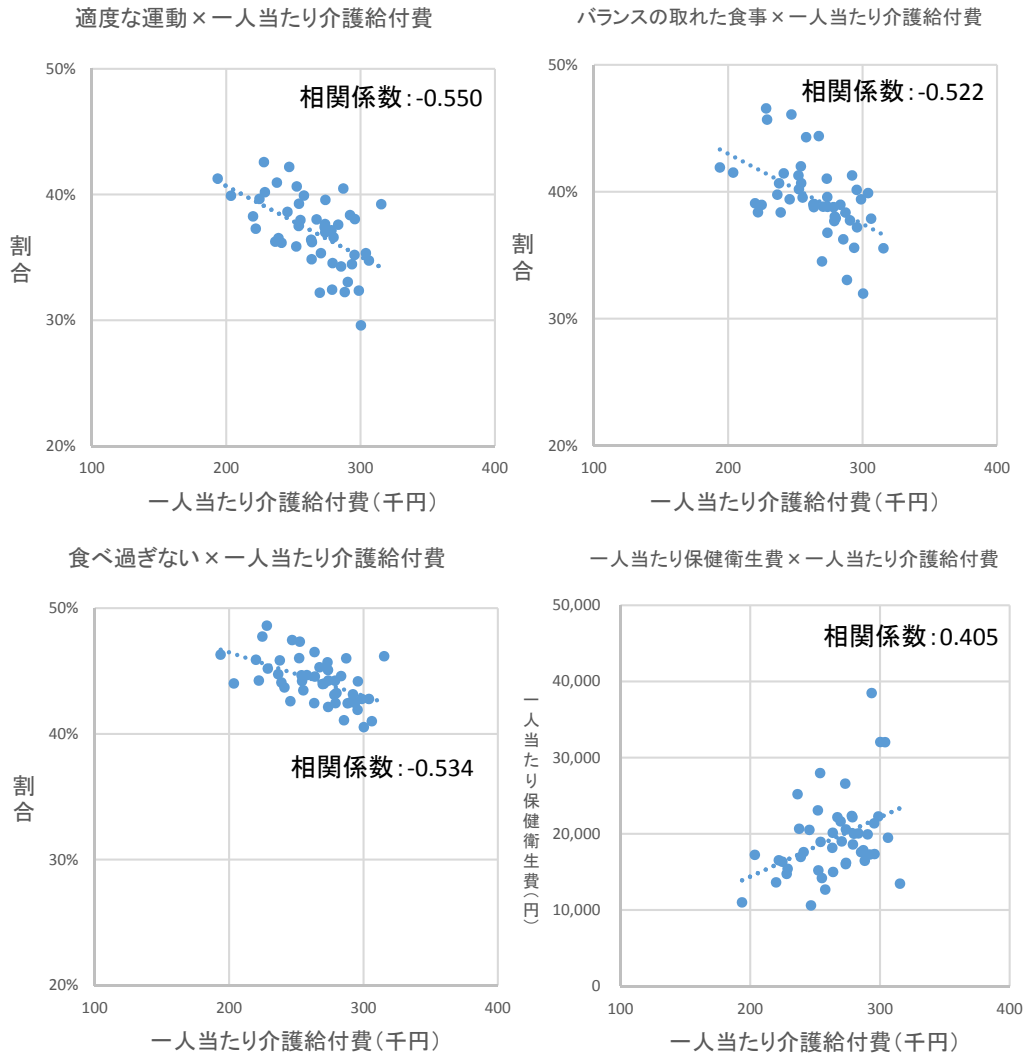 適度な運動×一人当たり介護給付費
相関係数：-0.550
50%
40%
30%
20%
割合
100
200
300
400
一人当たり介護給付費（千円）
バランスの取れた食事×一人当たり介護給付費
相関係数：-0.522
50%
40%
30%
20%
割合
100
200
300
400
一人当たり介護給付費（千円）
食べ過ぎない×一人当たり介護給付費
50%
40%
30%
20%
相関係数：-0.534
割合
100
200
300
400
一人当たり介護給付費（千円）
一人当たり保健衛生費×一人当たり介護給付費
相関係数：0.405
50,000
40,000
30,000
20,000
10,000
0
一人当たり保健衛生費（円）
100
200
300
400
一人当たり介護給付費（千円）